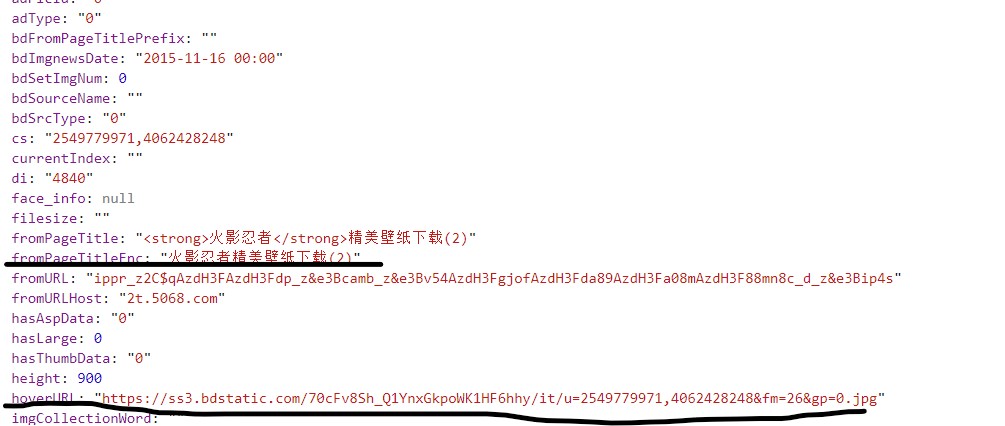 adType: "0"
bdFromPageTitlePrefix: ""
bdImgnewsDate: "2015-11-16 00:00"
bdSetImgNum: 0
bdSourceName: ""
bdSrcType: "0"
cs: "2549779971,4062428248"
currentIndex: ""
di: "4840"
face_info: null
filesize: ""
fromPageTitle: "<strong>火影忍者</strong>精美壁纸下载(2)"
fromPageTitleEnc: "火影忍者精美壁纸下载(2)"
fromURL: "ippr_z2C$qAzdH3FAzdH3Fdp_z&e3Bcamb_z&e3Bv54AzdH3FgjofAzdH3Fda89AzdH3Fa08mAzdH3F88mn8c_d_z&e3Bip4s"
fromURLHost: "2t.5068.com"
hasAspData: "0"
hasLarge: 0
hasThumbData: "0"
height: 900
hoverURL: "https://ss3.bdstatic.com/70cFv8Sh_Q1YnxGkpoWK1HF6hhy/it/u=2549779971,4062428248&fm=26&gp=0.jpg"
imgCollectionWord: